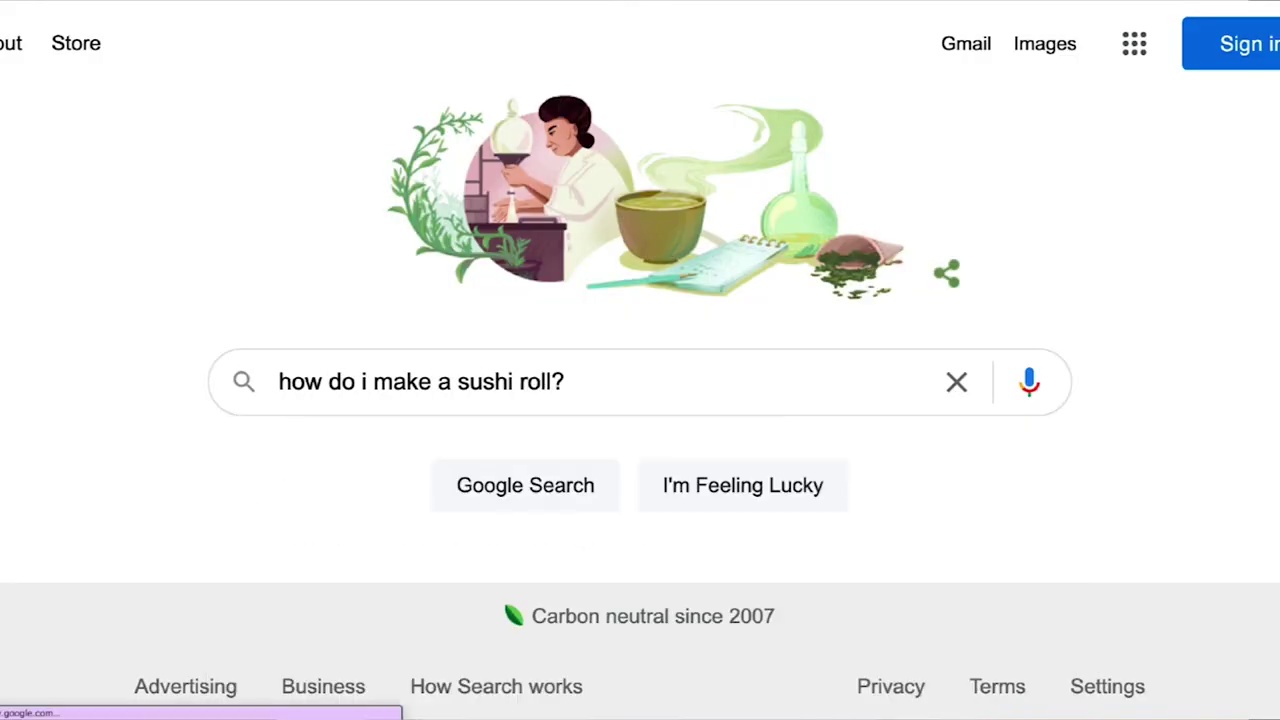 out Store Gmail Images Sign in
how do i make a sushi roll?
Google Search I'm Feeling Lucky
Carbon neutral since 2007
Advertising Business How Search works Privacy Terms Settings
.google.com...